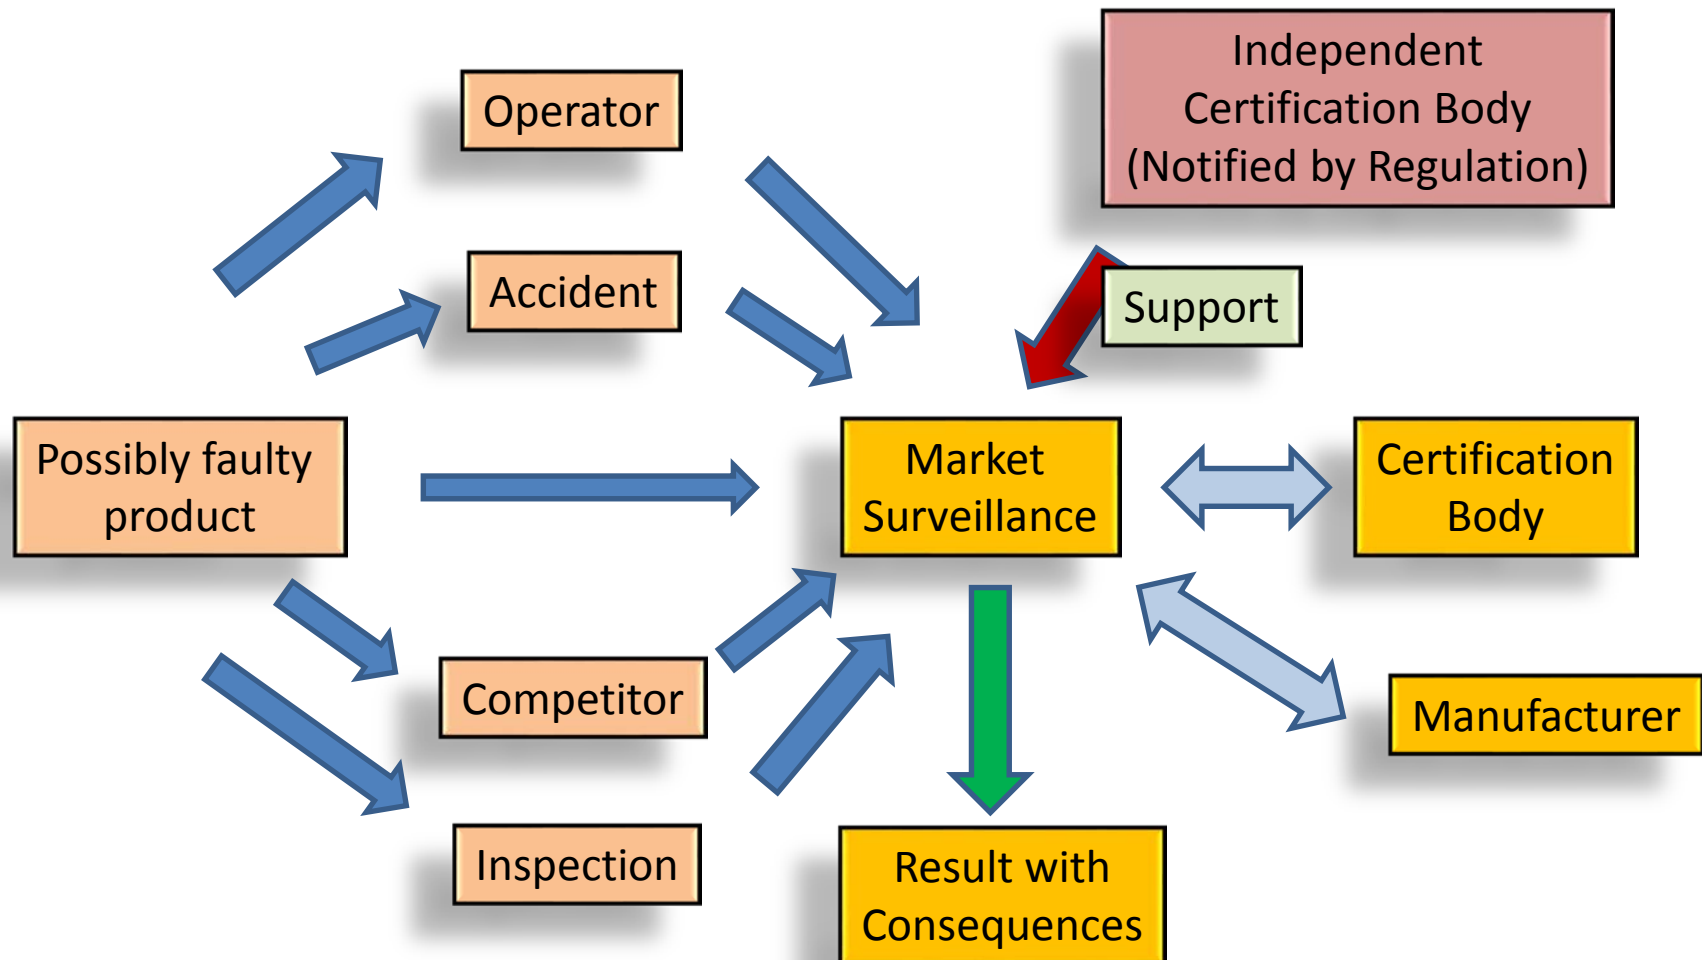 Independent
Certification Body
(Notified by Regulation)
Operator
Accident
Support
Possibly faulty
product
Market
Surveillance
Certification
Body
Competitor
Manufacturer
Inspection
Result with
Consequences